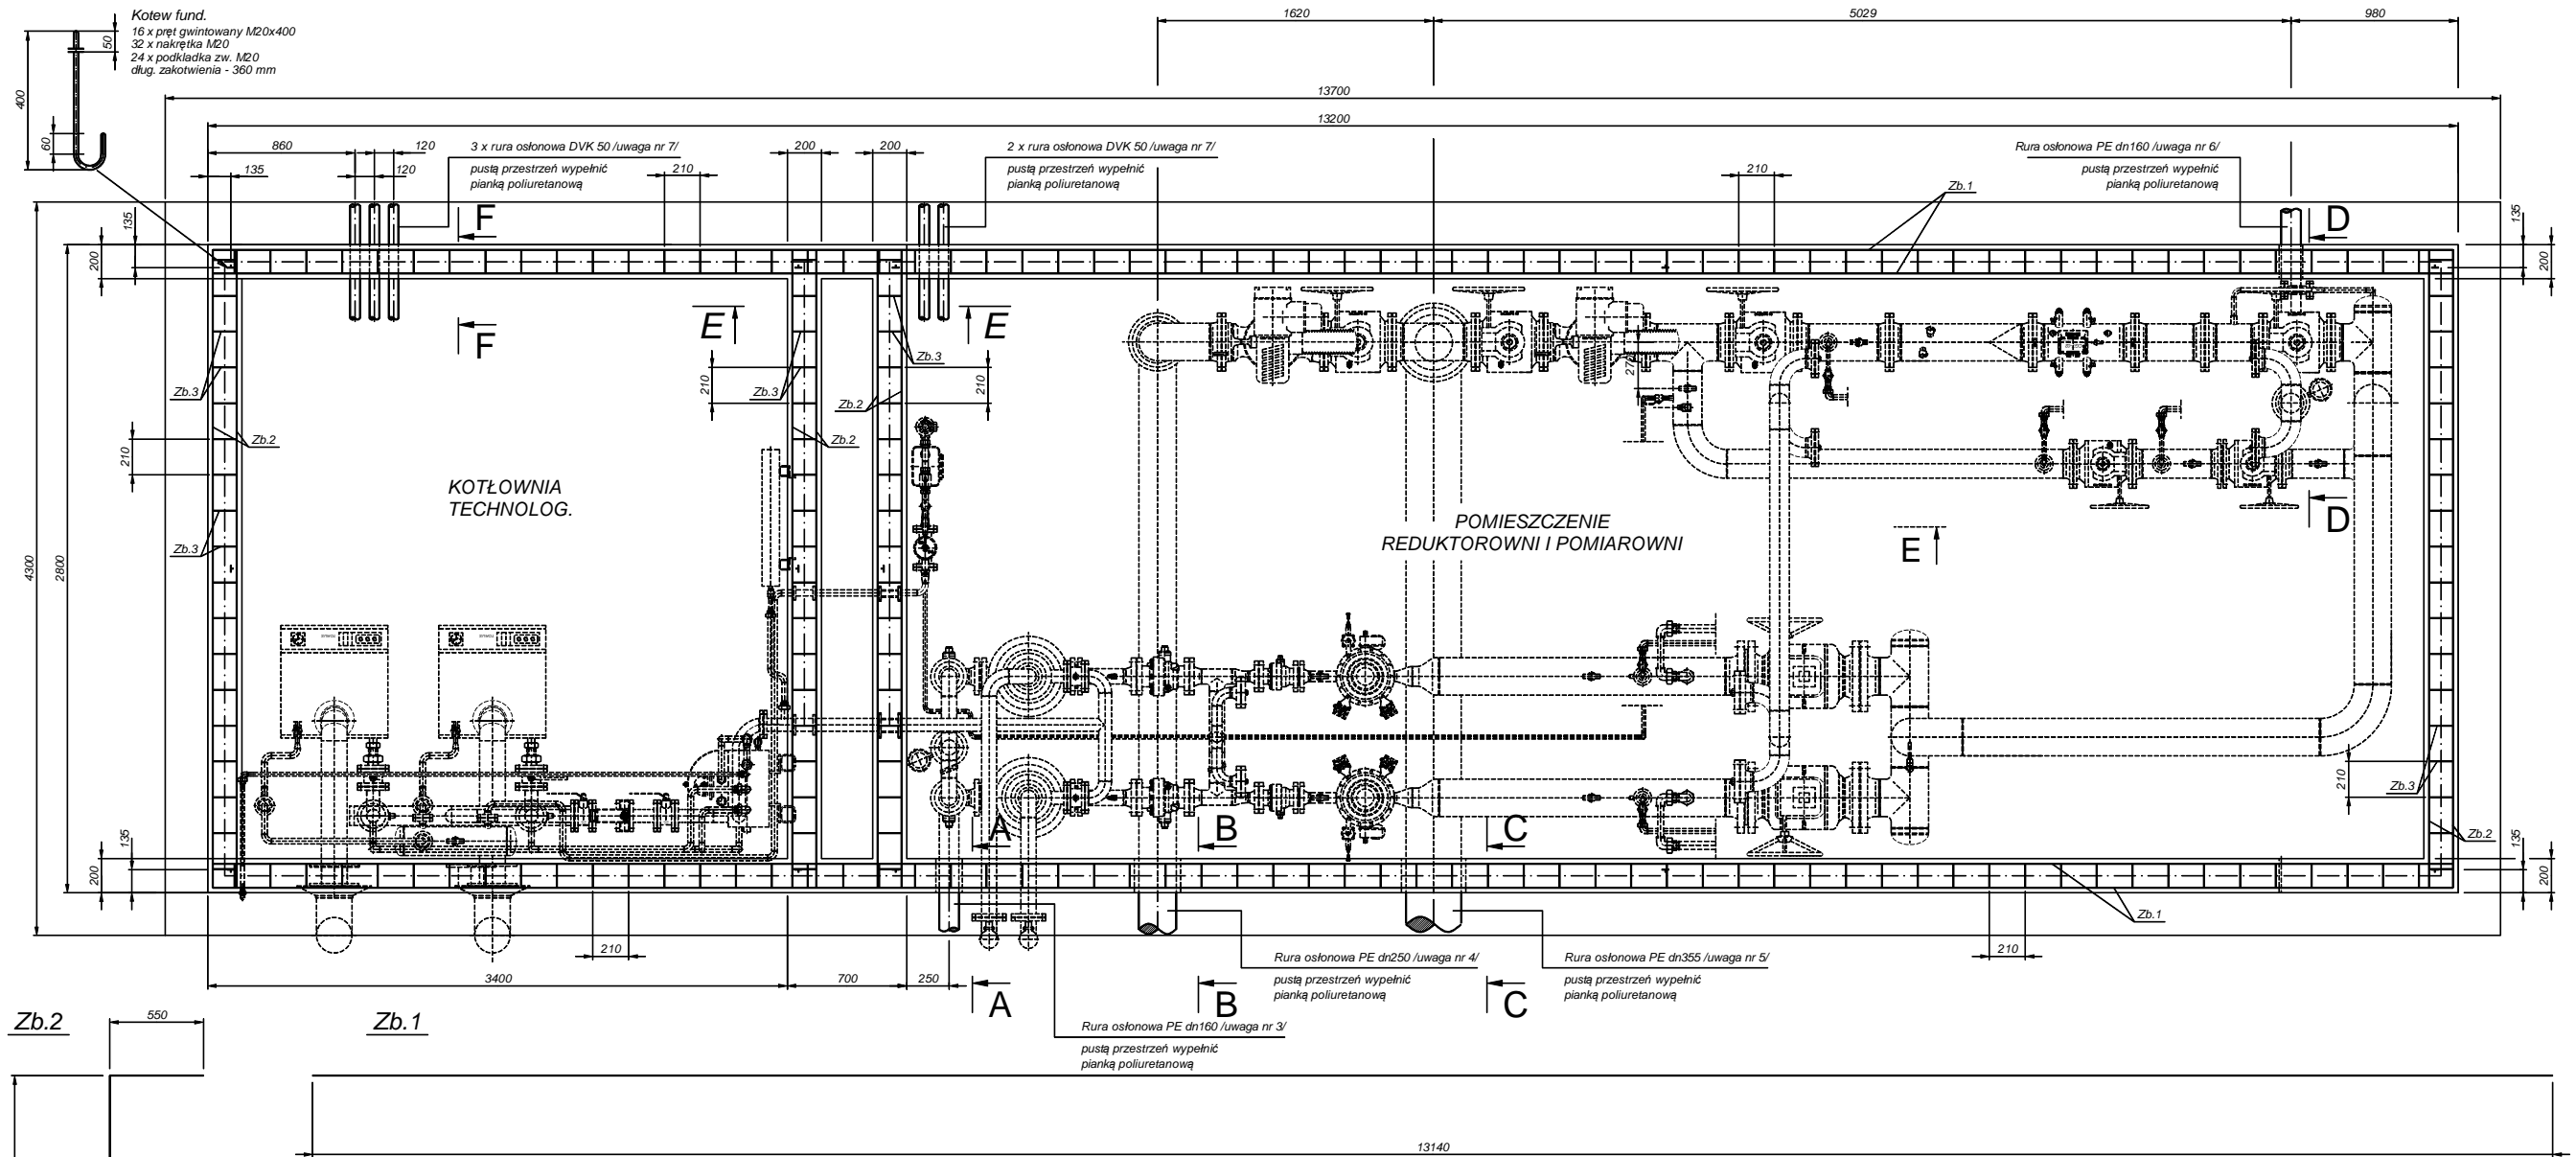 Kotew fund.
16 x pręt gwintowany M20x400
32 x nakrętka M20
24 x podkladka zw. M20
dług. zakotwienia - 360 mm
50
400
60
1620
5029
980
13700
13200
860
120
120
135
3 x rura osłonowa DVK 50 /uwaga nr 7/
pustą przestrzeń wypełnić
pianką poliuretanową
210
200
200
2 x rura osłonowa DVK 50 /uwaga nr 7/
pustą przestrzeń wypełnić
pianką poliuretanową
210
Zb.1
Rura osłonowa PE dn160 /uwaga nr 6/
pustą przestrzeń wypełnić
pianką poliuretanową
135
200
135
200
F
F
E
E
D
D
E
Zb.3
Zb.3
Zb.3
Zb.2
210
210
Zb.2
Zb.2
210
Zb.3
KOTŁOWNIA
TECHNOLOG.
POMIESZCZENIE
REDUKTOROWNI I POMIAROWNI
4300
2800
135
200
210
Zb.3
Zb.2
135
200
Zb.1
210
210
A
B
C
A
B
C
3400
700
250
Rura osłonowa PE dn250 /uwaga nr 4/
pustą przestrzeń wypełnić
pianką poliuretanową
Rura osłonowa PE dn355 /uwaga nr 5/
pustą przestrzeń wypełnić
pianką poliuretanową
Rura osłonowa PE dn160 /uwaga nr 3/
pustą przestrzeń wypełnić
pianką poliuretanową
Zb.2
550
Zb.1
13140